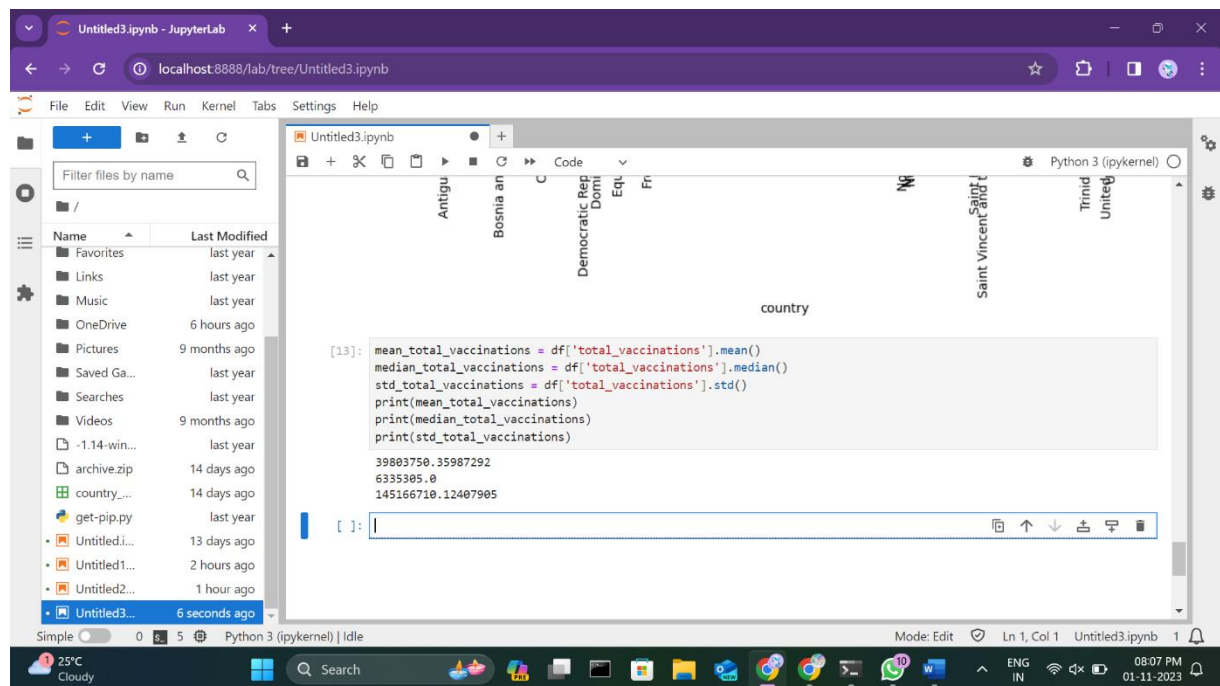 Untitled3.ipynb - JupyterLab
localhost:8888/lab/tree/Untitled3.ipynb
File Edit View Run Kernel Tabs Settings Help
Untitled3.ipynb
Code
Python 3 (ipykernel)
Filter files by name
/
Name Last Modified
Favorites last year
Links last year
Music last year
OneDrive 6 hours ago
Pictures 9 months ago
Saved Ga... last year
Searches last year
Videos 9 months ago
-1.14-win... last year
archive.zip 14 days ago
country_... 14 days ago
get-pip.py last year
Untitled.i... 13 days ago
Untitled1... 2 hours ago
Untitled2... 1 hour ago
Untitled3... 6 seconds ago
Antigu
Bosnia an
C
Democratic Rep
Domi
Equ
Fr
Saint Vincent and t
Trinid
United
country
[13]:
mean_total_vaccinations = df['total_vaccinations'].mean()
median_total_vaccinations = df['total_vaccinations'].median()
std_total_vaccinations = df['total_vaccinations'].std()
print(mean_total_vaccinations)
print(median_total_vaccinations)
print(std_total_vaccinations)
39803750.35987292
6335305.0
145166710.12407905
[ ]:
Simple 0 5 Python 3 (ipykernel) | Idle
Mode: Edit Ln 1, Col 1 Untitled3.ipynb 1
1
25°C
Cloudy
Search
PRE
NEW
10
ENG
IN
08:07 PM
01-11-2023